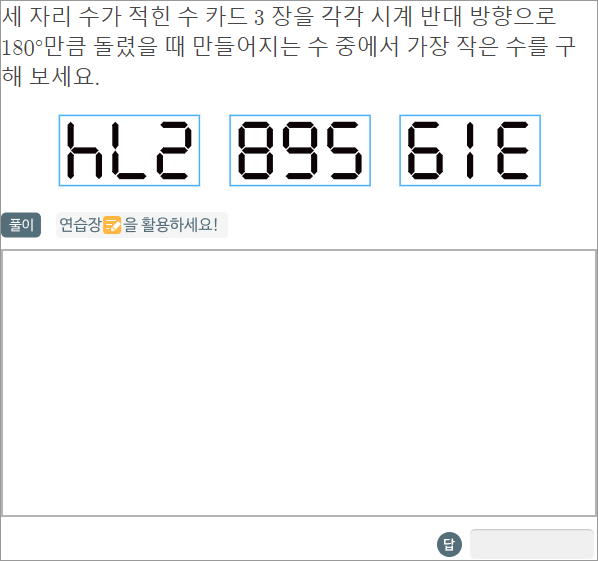 세 자리 수가 적힌 수 카드 3 장을 각각 시계 반대 방향으로
180°만큼 돌렸을 때 만들어지는 수 중에서 가장 작은 수를 구
해 보세요.
hL2 895 61E
풀이 연습장📝을 활용하세요!
답